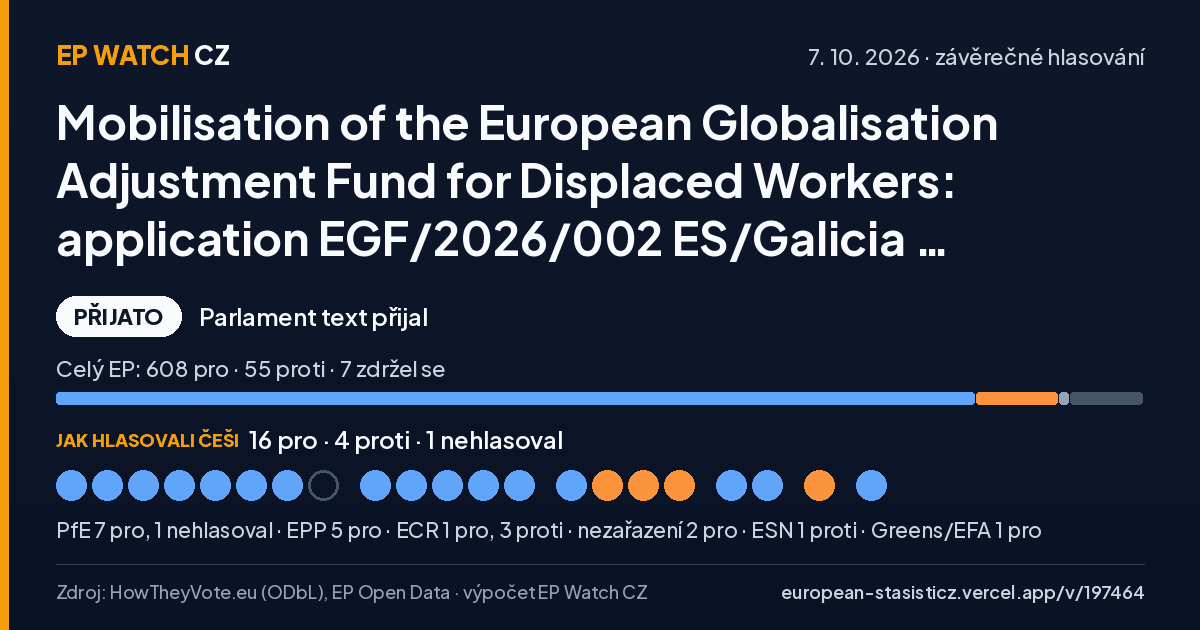 EP WATCH CZ
7. 10. 2026 · závěrečné hlasování
Mobilisation of the European Globalisation
Adjustment Fund for Displaced Workers:
application EGF/2026/002 ES/Galicia …
PŘIJATO Parlament text přijal
Celý EP: 608 pro · 55 proti · 7 zdržel se
JAK HLASOVALI ČEŠI 16 pro · 4 proti · 1 nehlasoval
PfE 7 pro, 1 nehlasoval · EPP 5 pro · ECR 1 pro, 3 proti · nezařazení 2 pro · ESN 1 proti · Greens/EFA 1 pro
Zdroj: HowTheyVote.eu (ODbL), EP Open Data · výpočet EP Watch CZ
european-stasisticz.vercel.app/v/197464